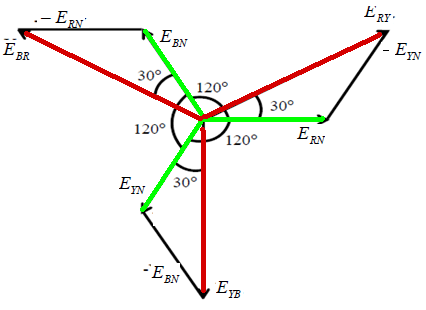 . – E_RN.
E_BN
E_RY.
E_BR
- E_YN
30°
120°
30°
E_RN
120°
120°
E_YN
30°
- E_BN
E_YB